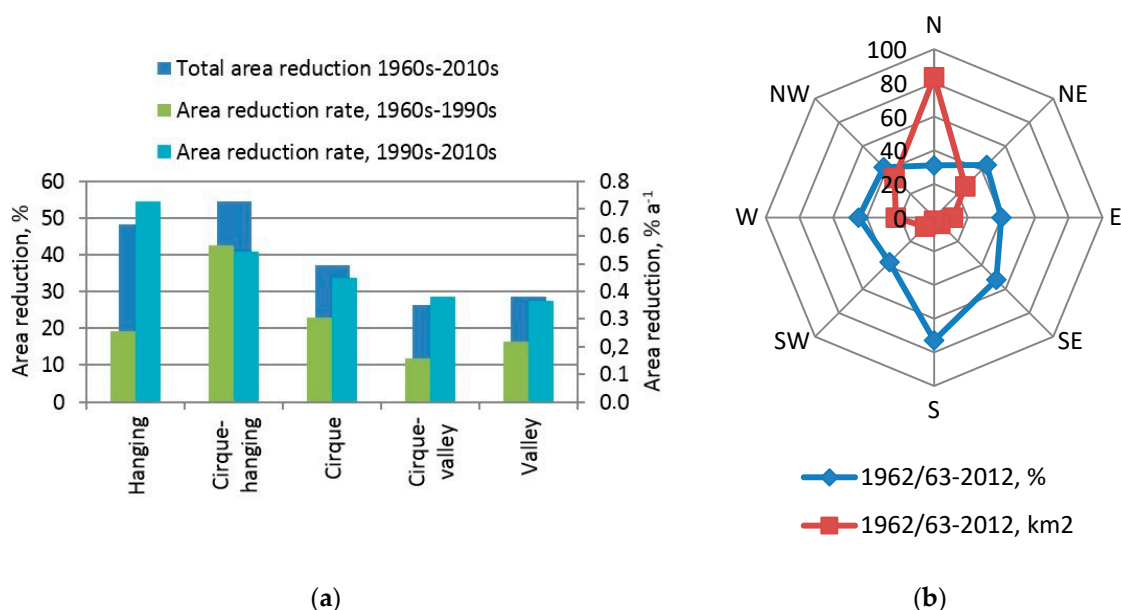 Total area reduction 1960s-2010s
Area reduction rate, 1960s-1990s
Area reduction rate, 1990s-2010s
60
50
40
30
20
10
0
Area reduction, %
0.8
0.7
0.6
0.5
0.4
0.3
0.2
0.1
0.0
Area reduction, % a⁻¹
Hanging
Cirque-
hanging
Cirque
Cirque-
valley
Valley
(a)
N
NE
E
SE
S
SW
W
NW
100
80
60
40
20
0
1962/63-2012, %
1962/63-2012, km2
(b)